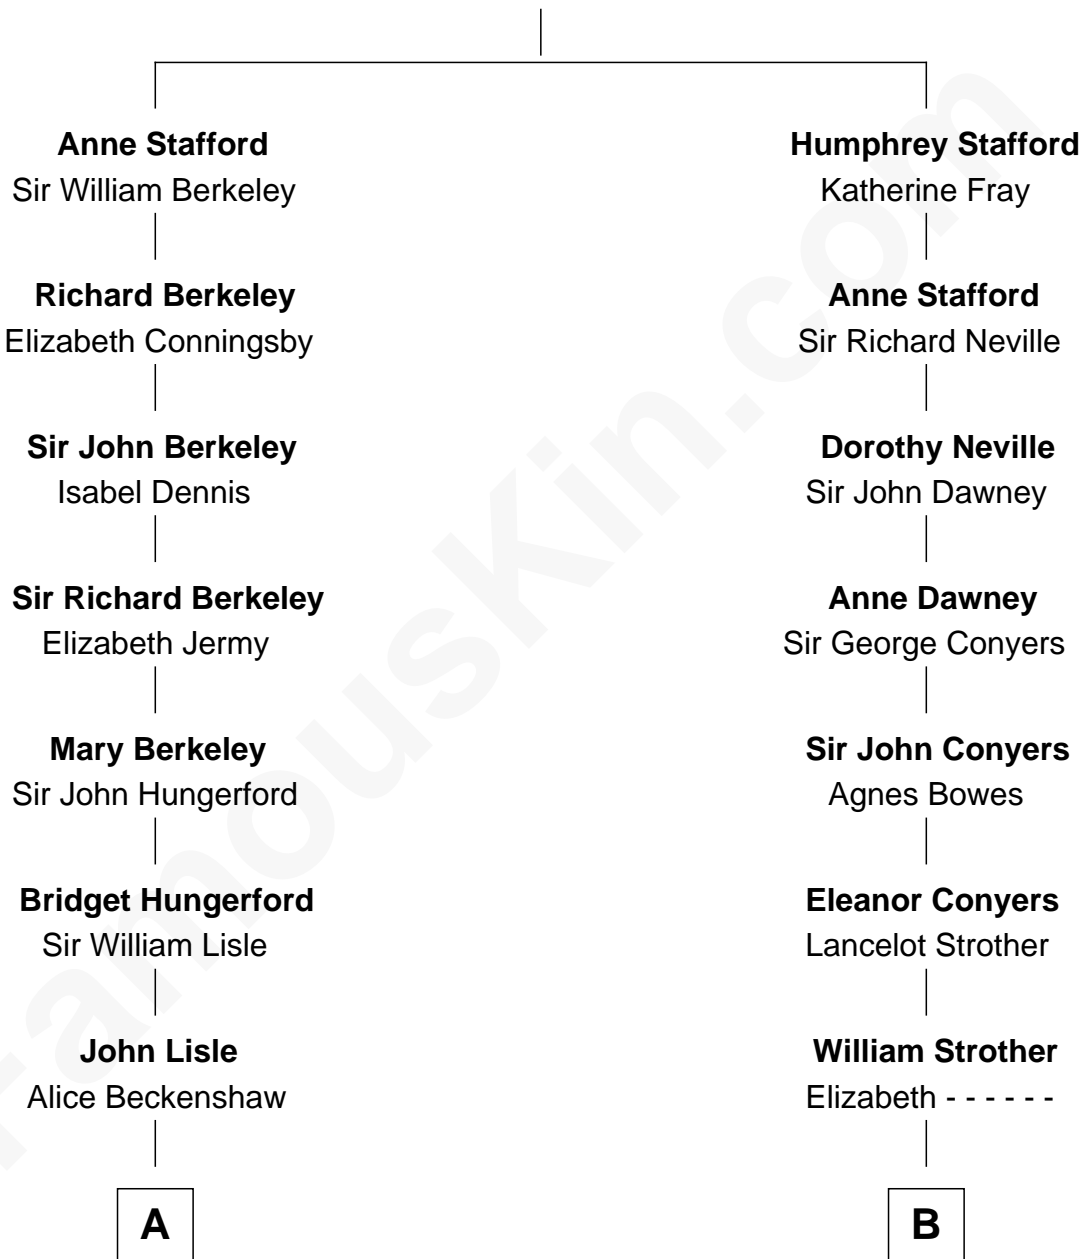 Anne Stafford
Sir William Berkeley
Richard Berkeley
Elizabeth Conningsby
Sir John Berkeley
Isabel Dennis
Sir Richard Berkeley
Elizabeth Jermy
Mary Berkeley
Sir John Hungerford
Bridget Hungerford
Sir William Lisle
John Lisle
Alice Beckenshaw
A
Humphrey Stafford
Katherine Fray
Anne Stafford
Sir Richard Neville
Dorothy Neville
Sir John Dawney
Anne Dawney
Sir George Conyers
Sir John Conyers
Agnes Bowes
Eleanor Conyers
Lancelot Strother
William Strother
Elizabeth - - - - - -
B
FamousKin.com